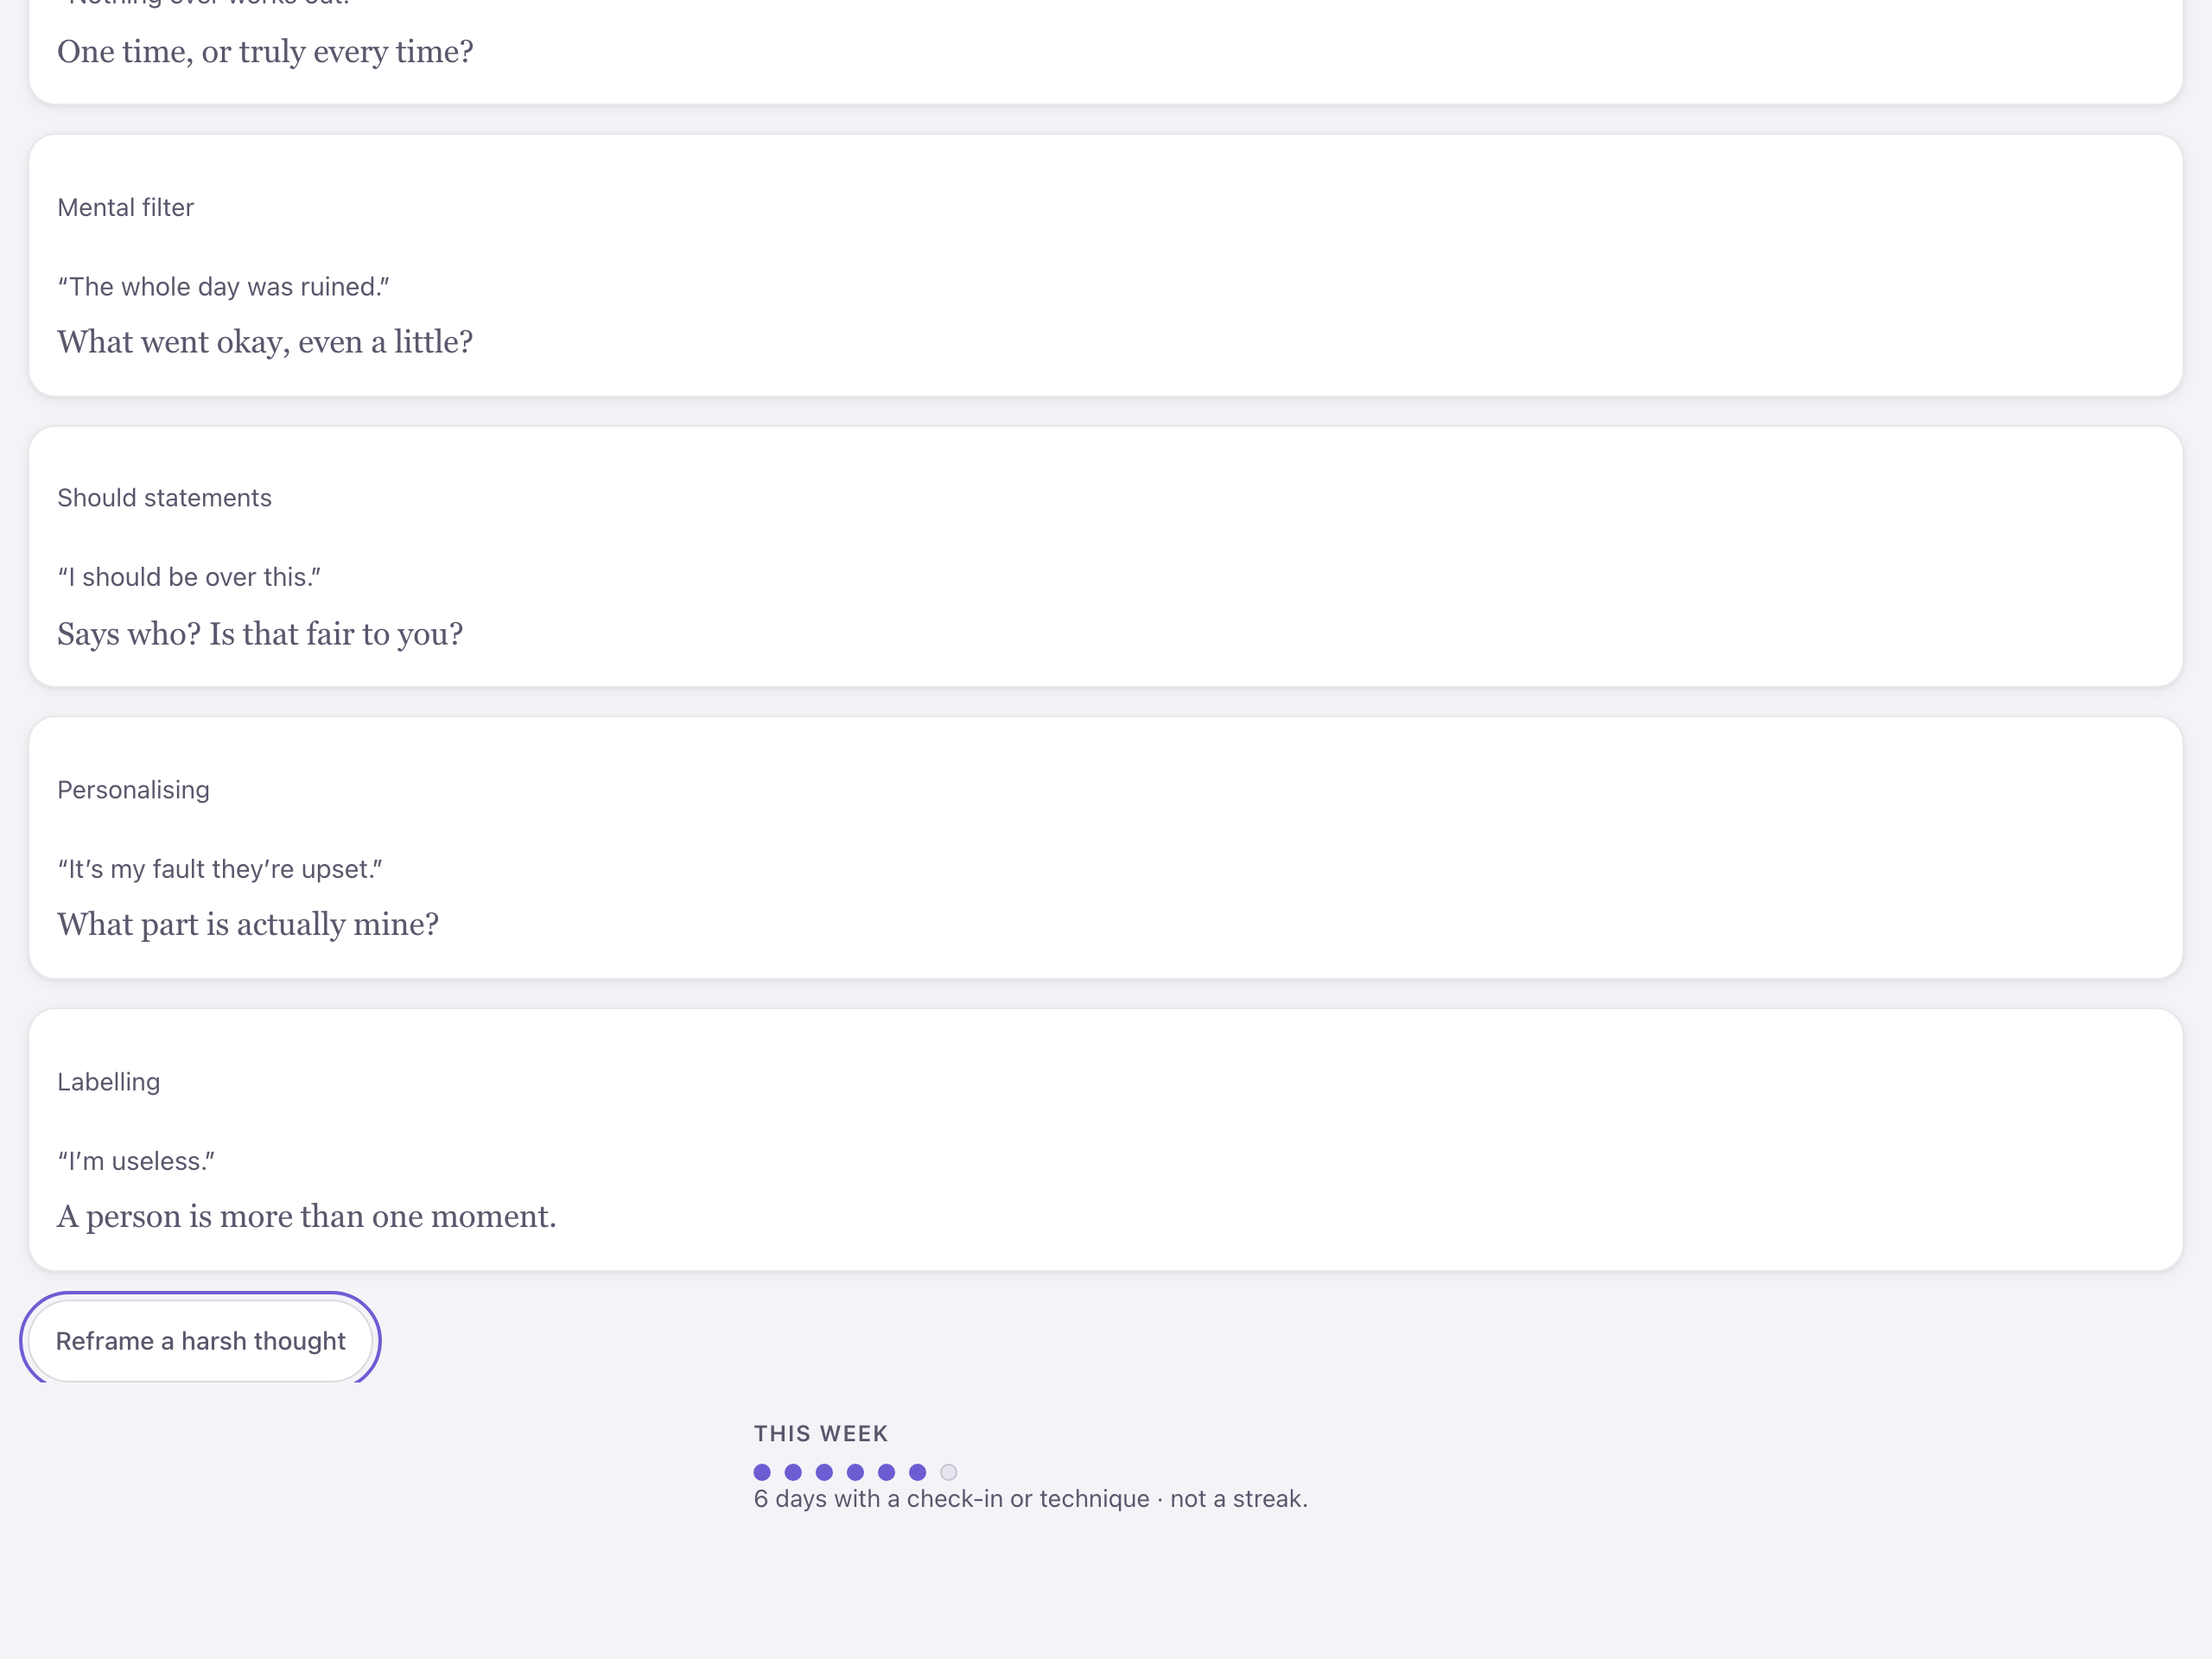 One time, or truly every time?
Mental filter
“The whole day was ruined.”
What went okay, even a little?
Should statements
“I should be over this.”
Says who? Is that fair to you?
Personalising
“It’s my fault they’re upset.”
What part is actually mine?
Labelling
“I’m useless.”
A person is more than one moment.
Reframe a harsh thought
THIS WEEK
6 days with a check-in or technique · not a streak.